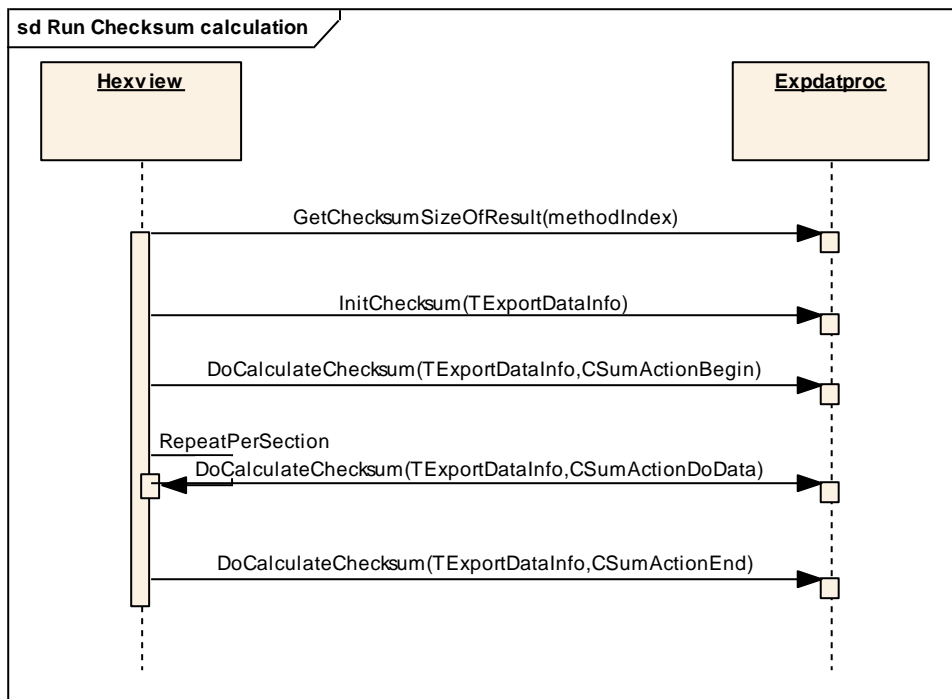 sd Run Checksum calculation
Hexview
Expdatproc
GetChecksumSizeOfResult(methodIndex)
InitChecksum(TExportDataInfo)
DoCalculateChecksum(TExportDataInfo,CSumActionBegin)
RepeatPerSection
DoCalculateChecksum(TExportDataInfo,CSumActionDoData)
DoCalculateChecksum(TExportDataInfo,CSumActionEnd)